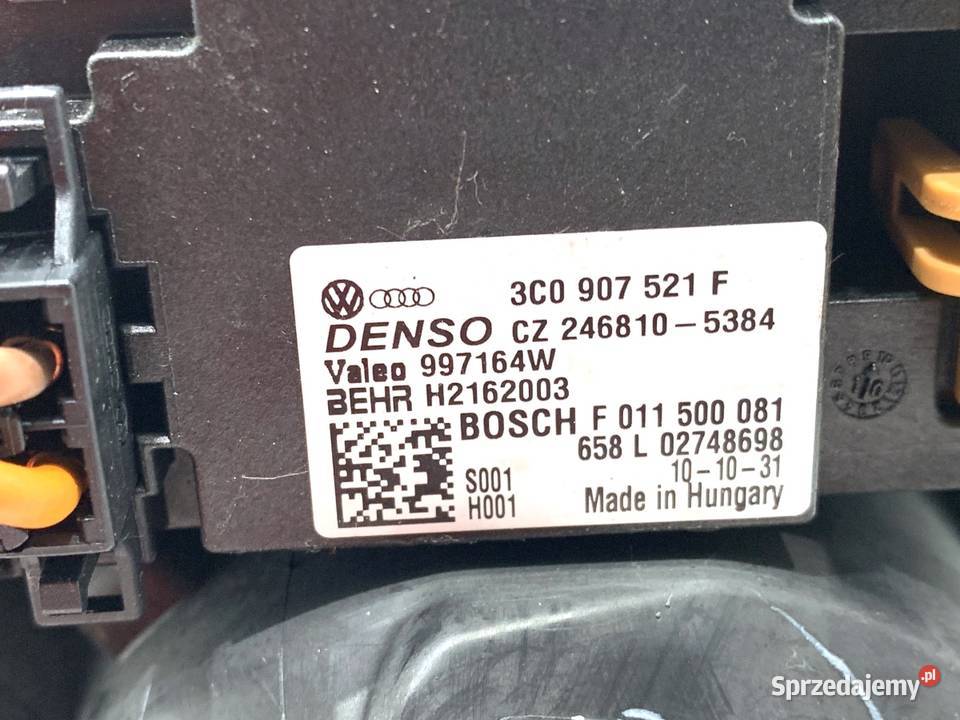 3C0 907 521 F
DENSO CZ 246810-5384
Valeo 997164W
BEHR H2162003
BOSCH F 011 500 081
658 L 02748698
S001 10-10-31
H001 Made in Hungary
Sprzedajemy.pl